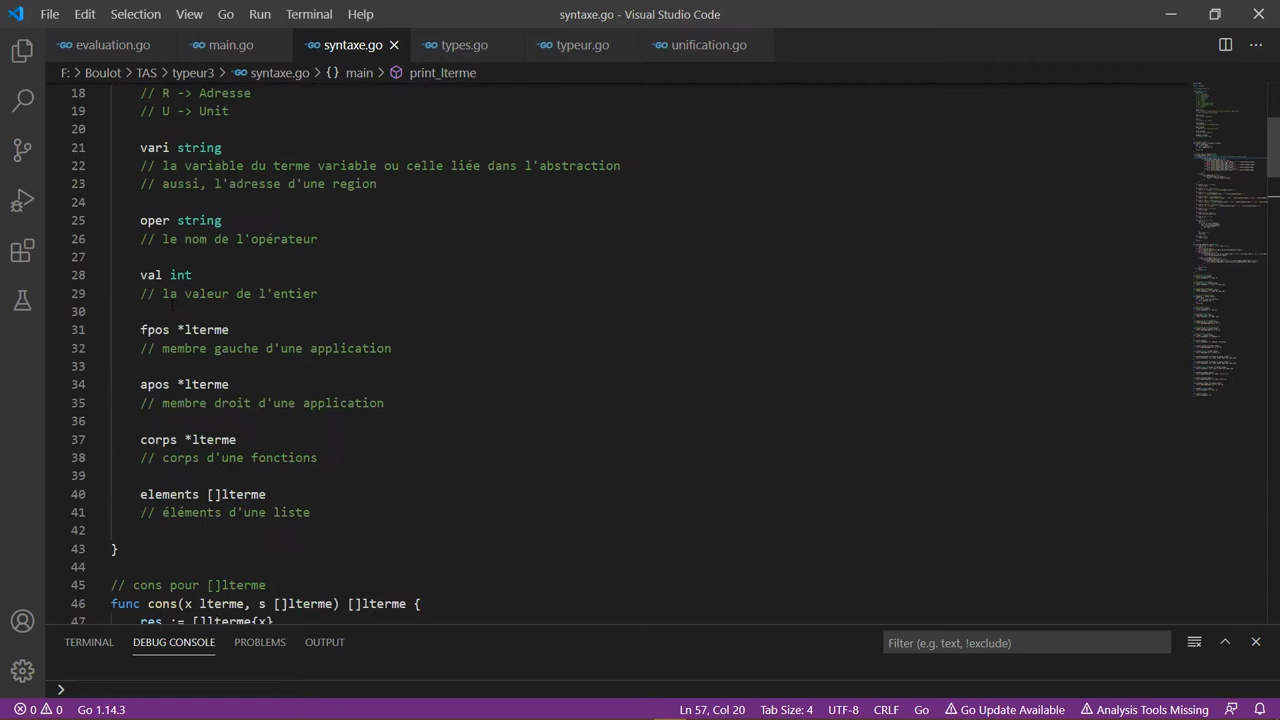 File Edit Selection View Go Run Terminal Help syntaxe.go - Visual Studio Code
evaluation.go main.go syntaxe.go types.go typeur.go unification.go
F: > Boulot > TAS > typeur3 > syntaxe.go > {} main > print_lterme
18 // R -> Adresse
19 // U -> Unit
20
21 vari string
22 // la variable du terme variable ou celle liée dans l'abstraction
23 // aussi, l'adresse d'une region
24
25 oper string
26 // le nom de l'opérateur
27
28 val int
29 // la valeur de l'entier
30
31 fpos *lterme
32 // membre gauche d'une application
33
34 apos *lterme
35 // membre droit d'une application
36
37 corps *lterme
38 // corps d'une fonctions
39
40 elements []lterme
41 // éléments d'une liste
42
43 }
44
45 // cons pour []lterme
46 func cons(x lterme, s []lterme) []lterme {
47 res := []lterme{x}
TERMINAL DEBUG CONSOLE PROBLEMS OUTPUT Filter (e.g. text, !exclude)
>
0 0 Go 1.14.3 Ln 57, Col 20 Tab Size: 4 UTF-8 CRLF Go Go Update Available Analysis Tools Missing